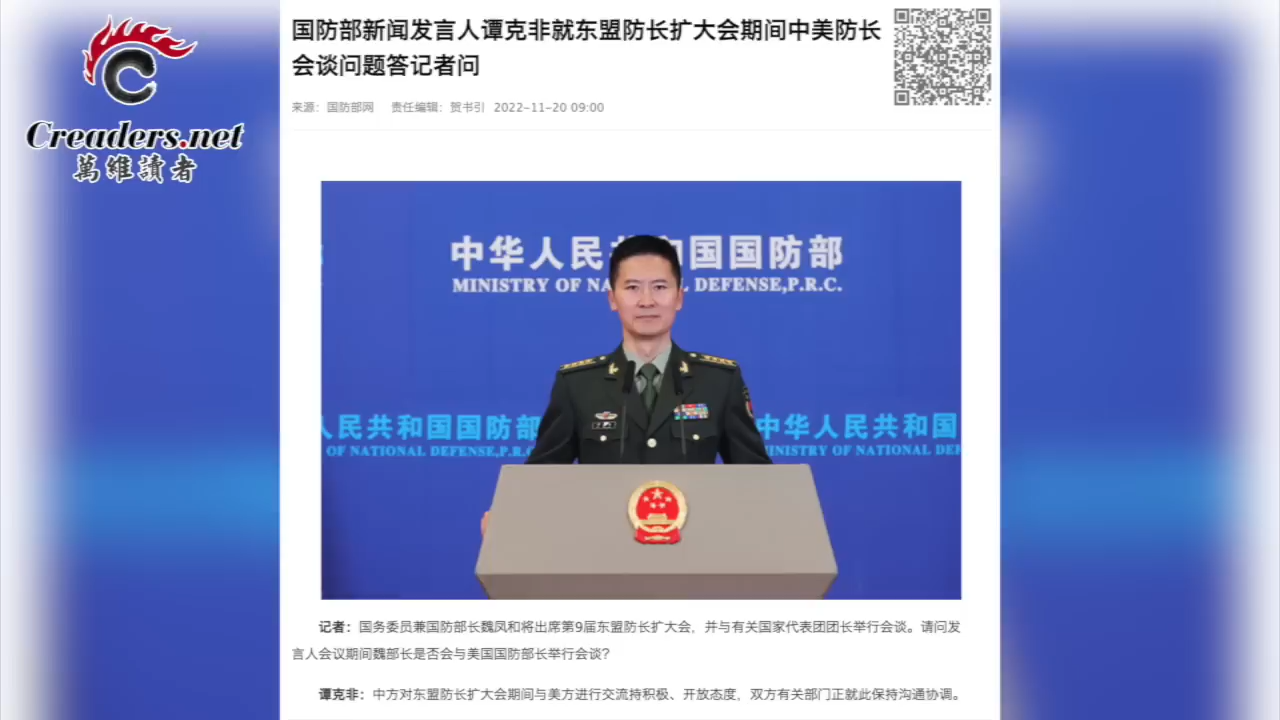 Creaders.net
萬維讀者
国防部新闻发言人谭克非就东盟防长扩大会期间中美防长
会谈问题答记者问
来源：国防部网 责任编辑：贺书引 2022-11-20 09:00
中华人民共和国国防部
MINISTRY OF NA L DEFENSE,P.R.C.
人民共和国国防部 中华人民共和国
OF NATIONAL DEFENSE,P.R.C. MINISTRY OF NATIONAL DEF
记者：国务委员兼国防部长魏凤和将出席第9届东盟防长扩大会，并与有关国家代表团团长举行会谈。请问发
言人会议期间魏部长是否会与美国国防部长举行会谈？
谭克非：中方对东盟防长扩大会期间与美方进行交流持积极、开放态度，双方有关部门正就此保持沟通协调。